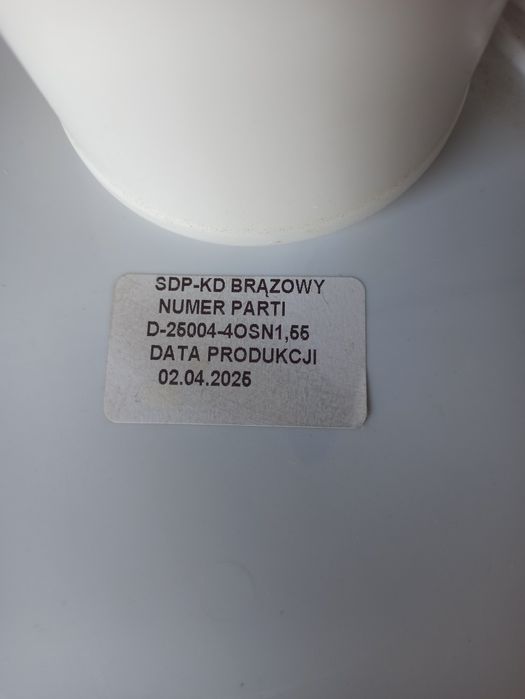 SDP-KD BRĄZOWY
NUMER PARTI
D-25004-4OSN1,55
DATA PRODUKCJI
02.04.2025